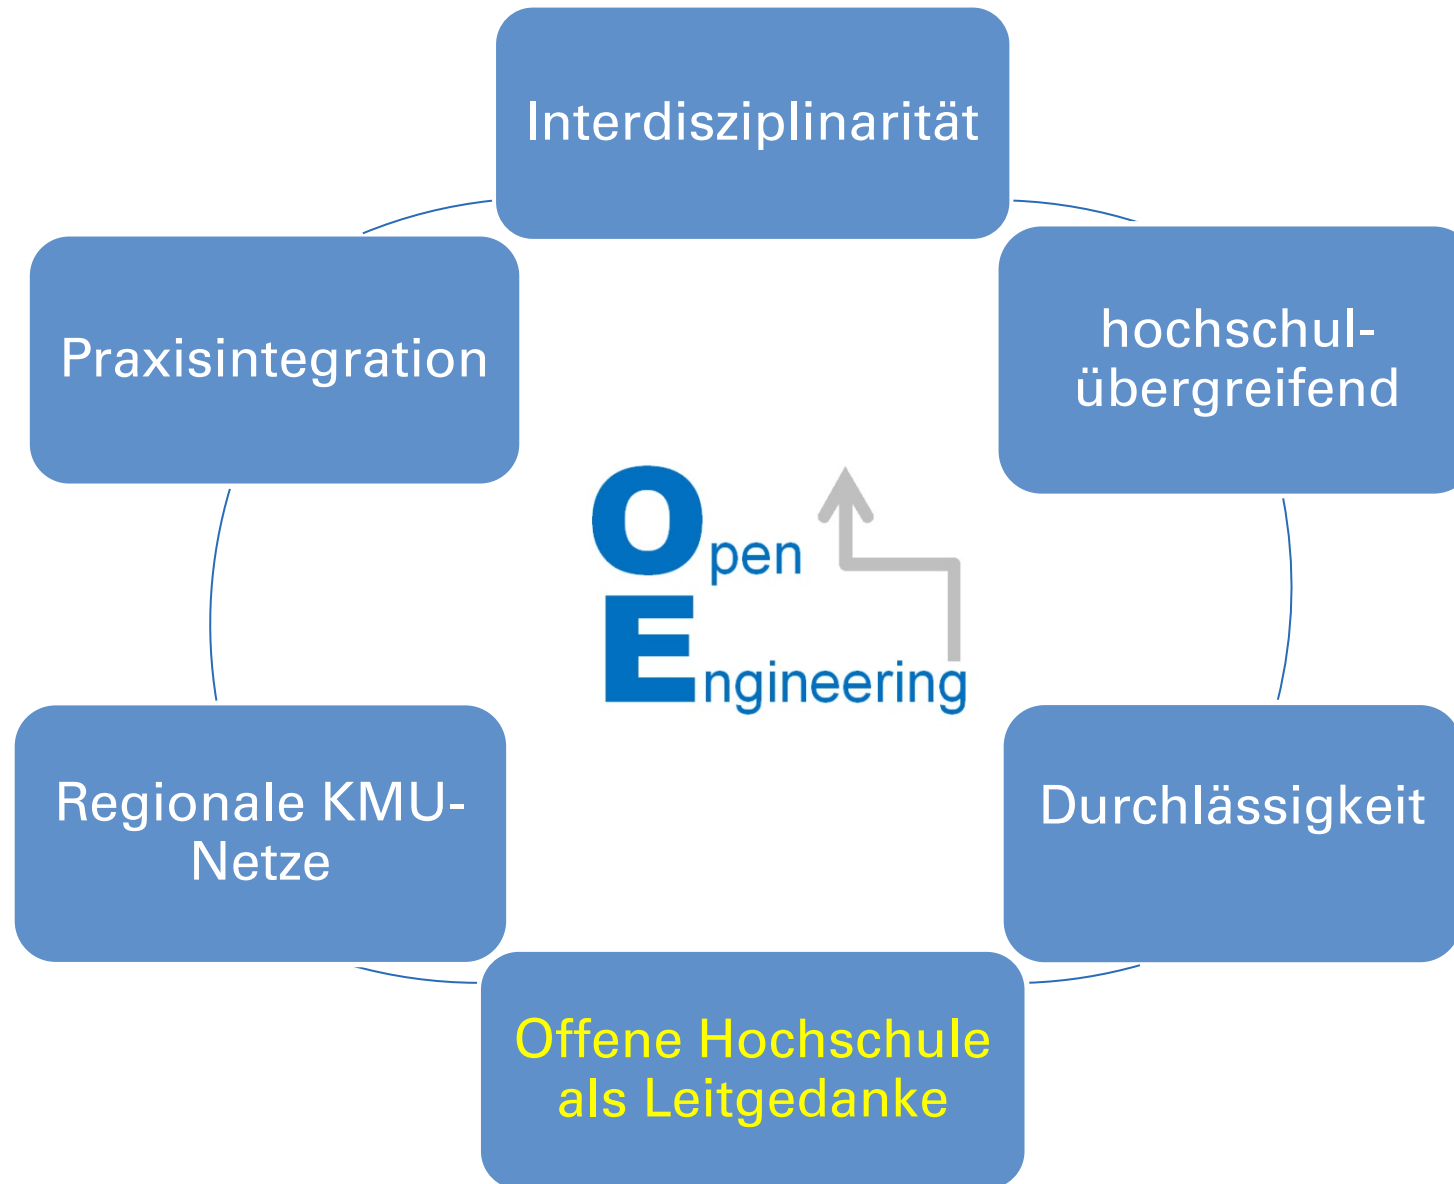 Interdisziplinarität
Praxisintegration
hochschul-
übergreifend
Open
Engineering
Regionale KMU-
Netze
Durchlässigkeit
Offene Hochschule
als Leitgedanke